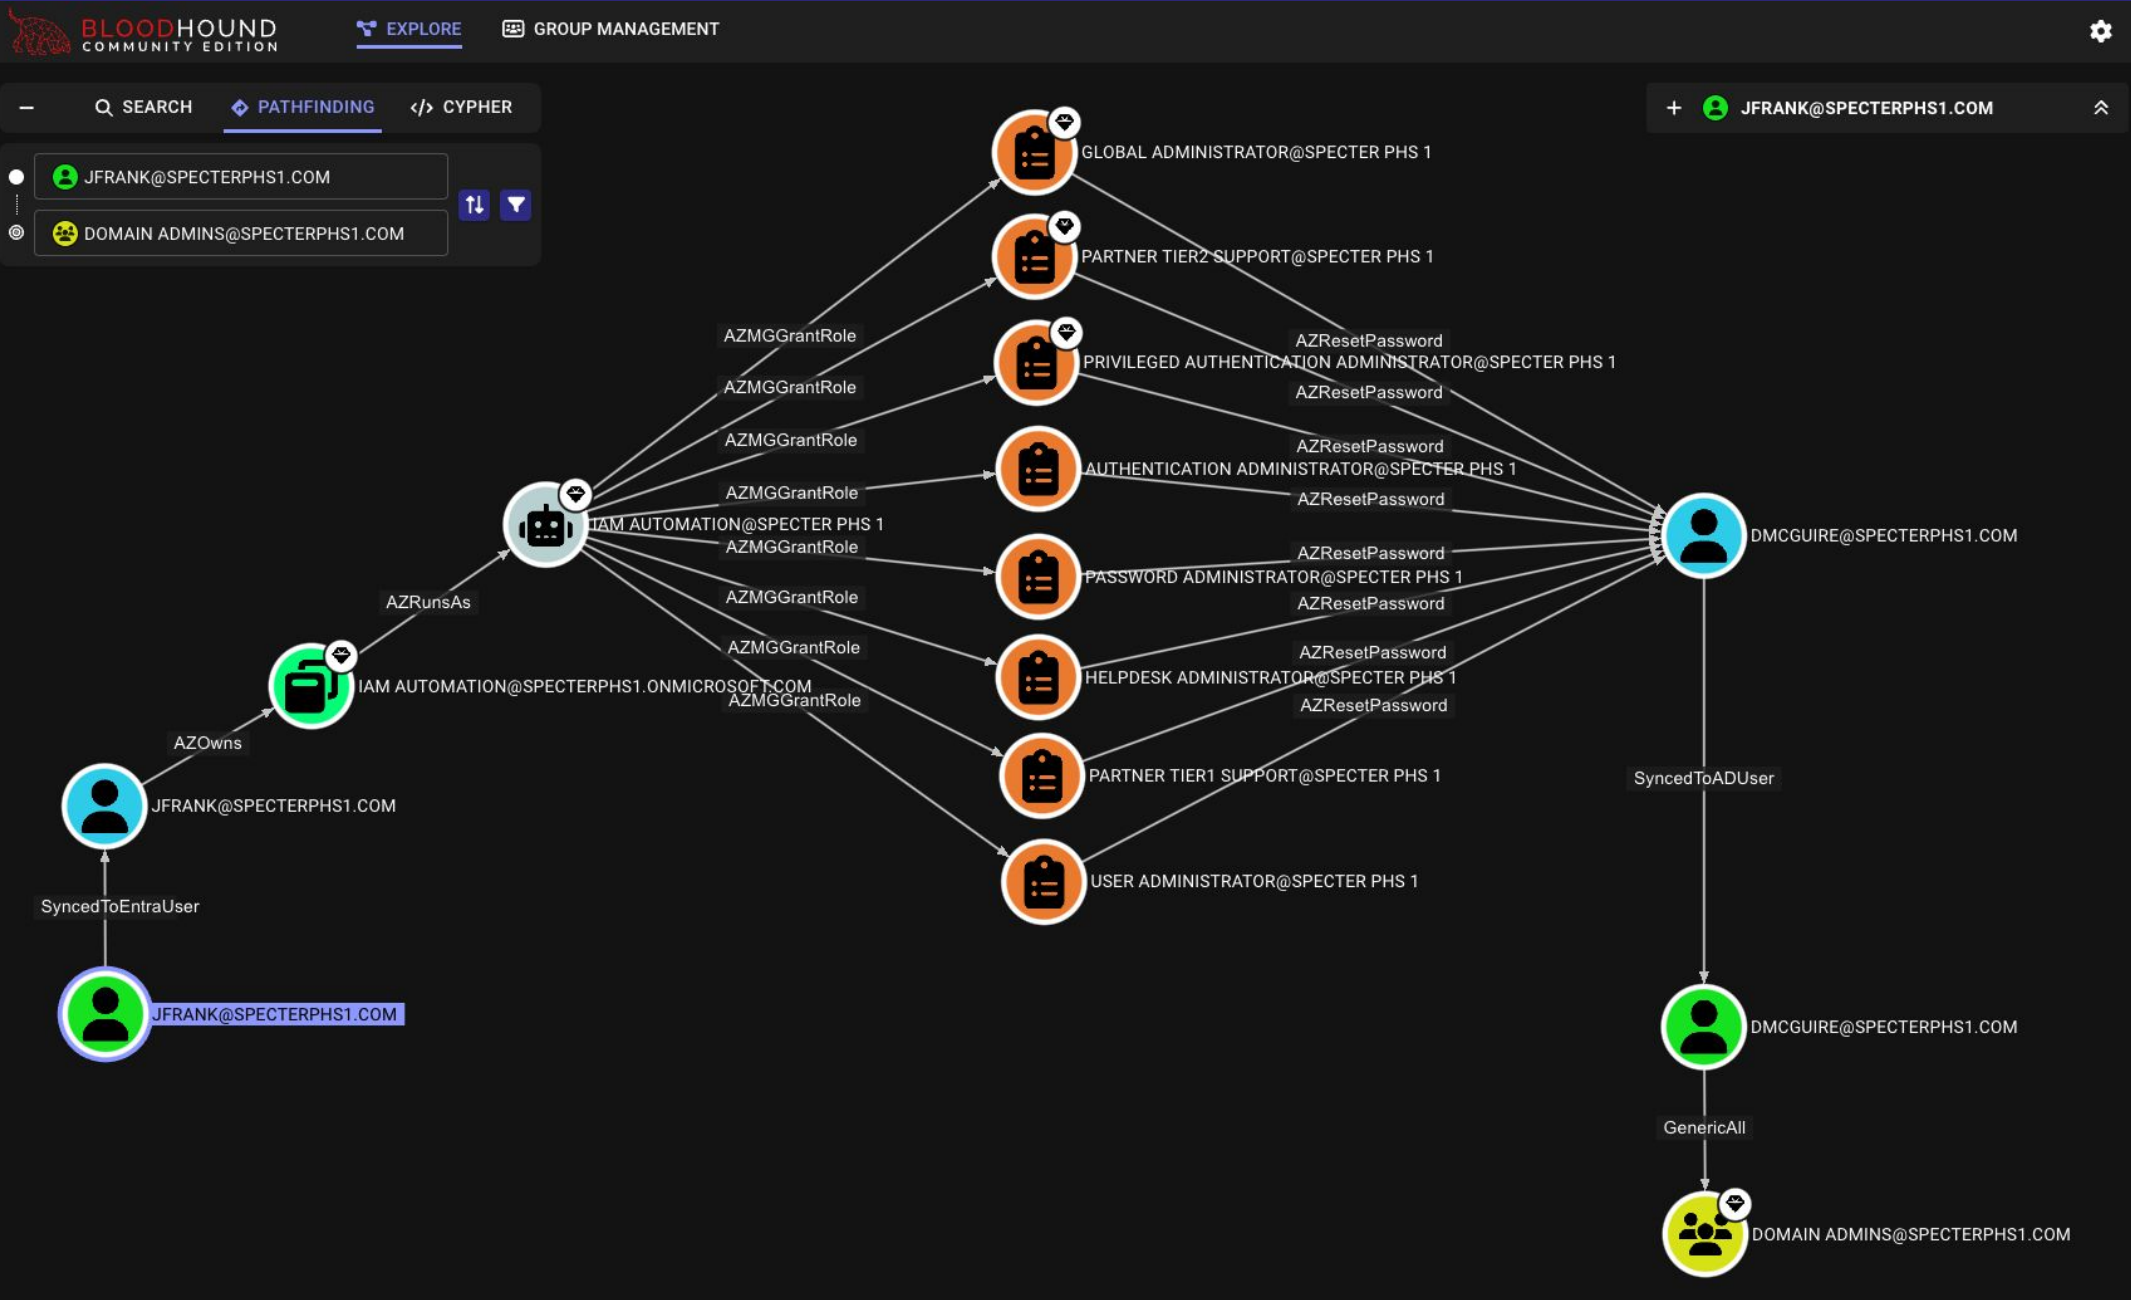 BLOODHOUND
COMMUNITY EDITION
EXPLORE
GROUP MANAGEMENT
SEARCH
PATHFINDING
</> CYPHER
JFRANK@SPECTERPHS1.COM
DOMAIN ADMINS@SPECTERPHS1.COM
JFRANK@SPECTERPHS1.COM
GLOBAL ADMINISTRATOR@SPECTER PHS 1
PARTNER TIER2 SUPPORT@SPECTER PHS 1
AZMGGrantRole
AZResetPassword
PRIVILEGED AUTHENTICATION ADMINISTRATOR@SPECTER PHS 1
AZMGGrantRole
AZResetPassword
AZMGGrantRole
AZResetPassword
AUTHENTICATION ADMINISTRATOR@SPECTER PHS 1
AZMGGrantRole
AZResetPassword
IAM AUTOMATION@SPECTER PHS 1
DMCGUIRE@SPECTERPHS1.COM
AZMGGrantRole
AZResetPassword
PASSWORD ADMINISTRATOR@SPECTER PHS 1
AZRunsAs
AZMGGrantRole
AZResetPassword
AZMGGrantRole
AZResetPassword
HELPDESK ADMINISTRATOR@SPECTER PHS 1
IAM AUTOMATION@SPECTERPHS1.ONMICROSOFT.COM
AZMGGrantRole
AZResetPassword
AZOwns
PARTNER TIER1 SUPPORT@SPECTER PHS 1
SyncedToADUser
JFRANK@SPECTERPHS1.COM
USER ADMINISTRATOR@SPECTER PHS 1
SyncedToEntraUser
JFRANK@SPECTERPHS1.COM
DMCGUIRE@SPECTERPHS1.COM
GenericAll
DOMAIN ADMINS@SPECTERPHS1.COM